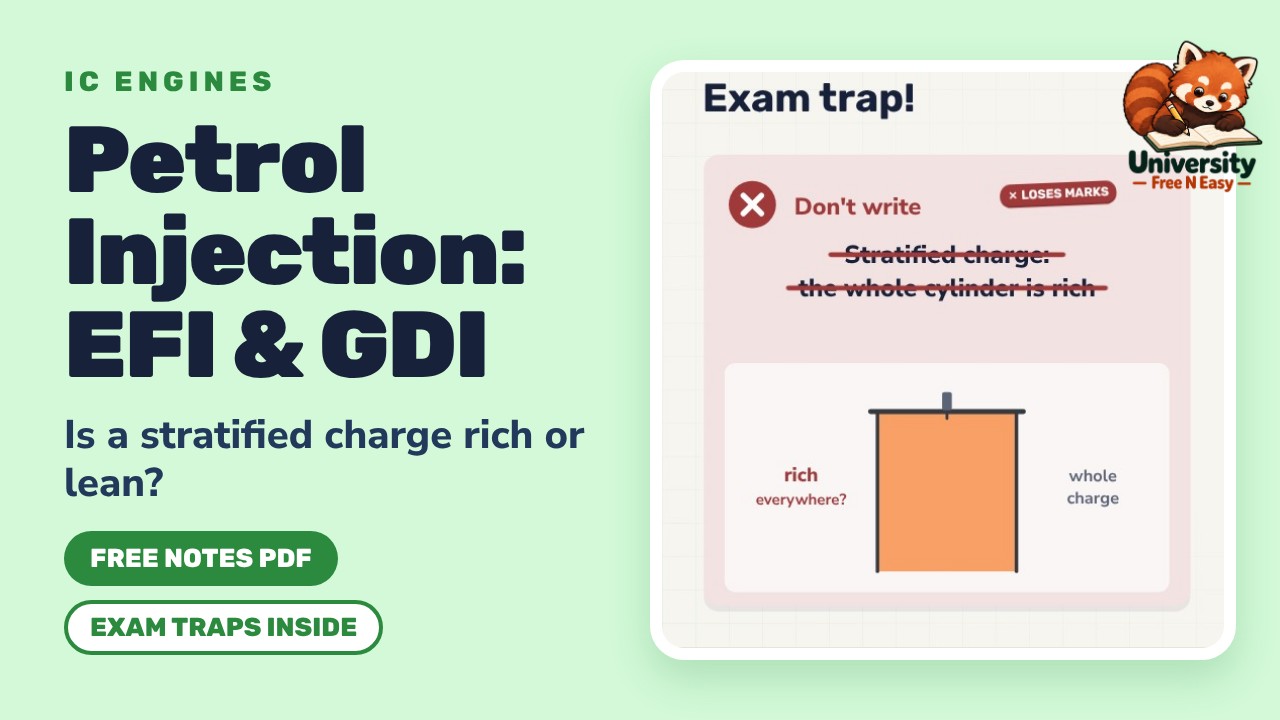 IC ENGINES
Petrol
Injection:
EFI & GDI
Is a stratified charge rich or
lean?
FREE NOTES PDF
EXAM TRAPS INSIDE
Exam trap!
Don't write
× LOSES MARKS
Stratified charge:
the whole cylinder is rich
rich
everywhere?
whole
charge
University
Free N Easy